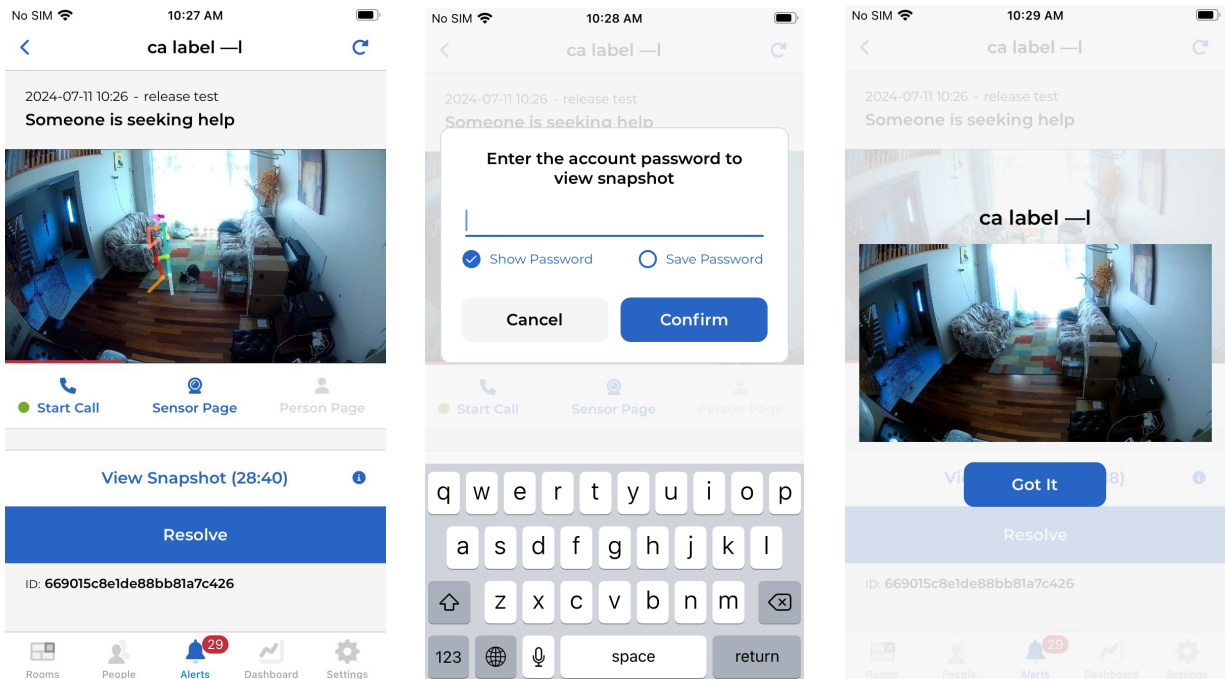 No SIM 10:27 AM
ca label —l
2024-07-11 10:26 - release test
Someone is seeking help
Start Call
Sensor Page
Person Page
View Snapshot (28:40)
Resolve
ID: 669015c8e1de88bb81a7c426
29
Rooms
People
Alerts
Dashboard
Settings
No SIM 10:28 AM
ca label —l
2024-07-11 10:26 - release test
Someone is seeking help
Enter the account password to
view snapshot
Show Password
Save Password
Cancel
Confirm
Start Call
Sensor Page
Person Page
q w e r t y u i o p
a s d f g h j k l
z x c v b n m
123
space
return
No SIM 10:29 AM
ca label —l
2024-07-11 10:26 - release test
Someone is seeking help
ca label —l
Got It
Resolve
ID: 669015c8e1de88bb81a7c426
29
Rooms
People
Alerts
Dashboard
Settings